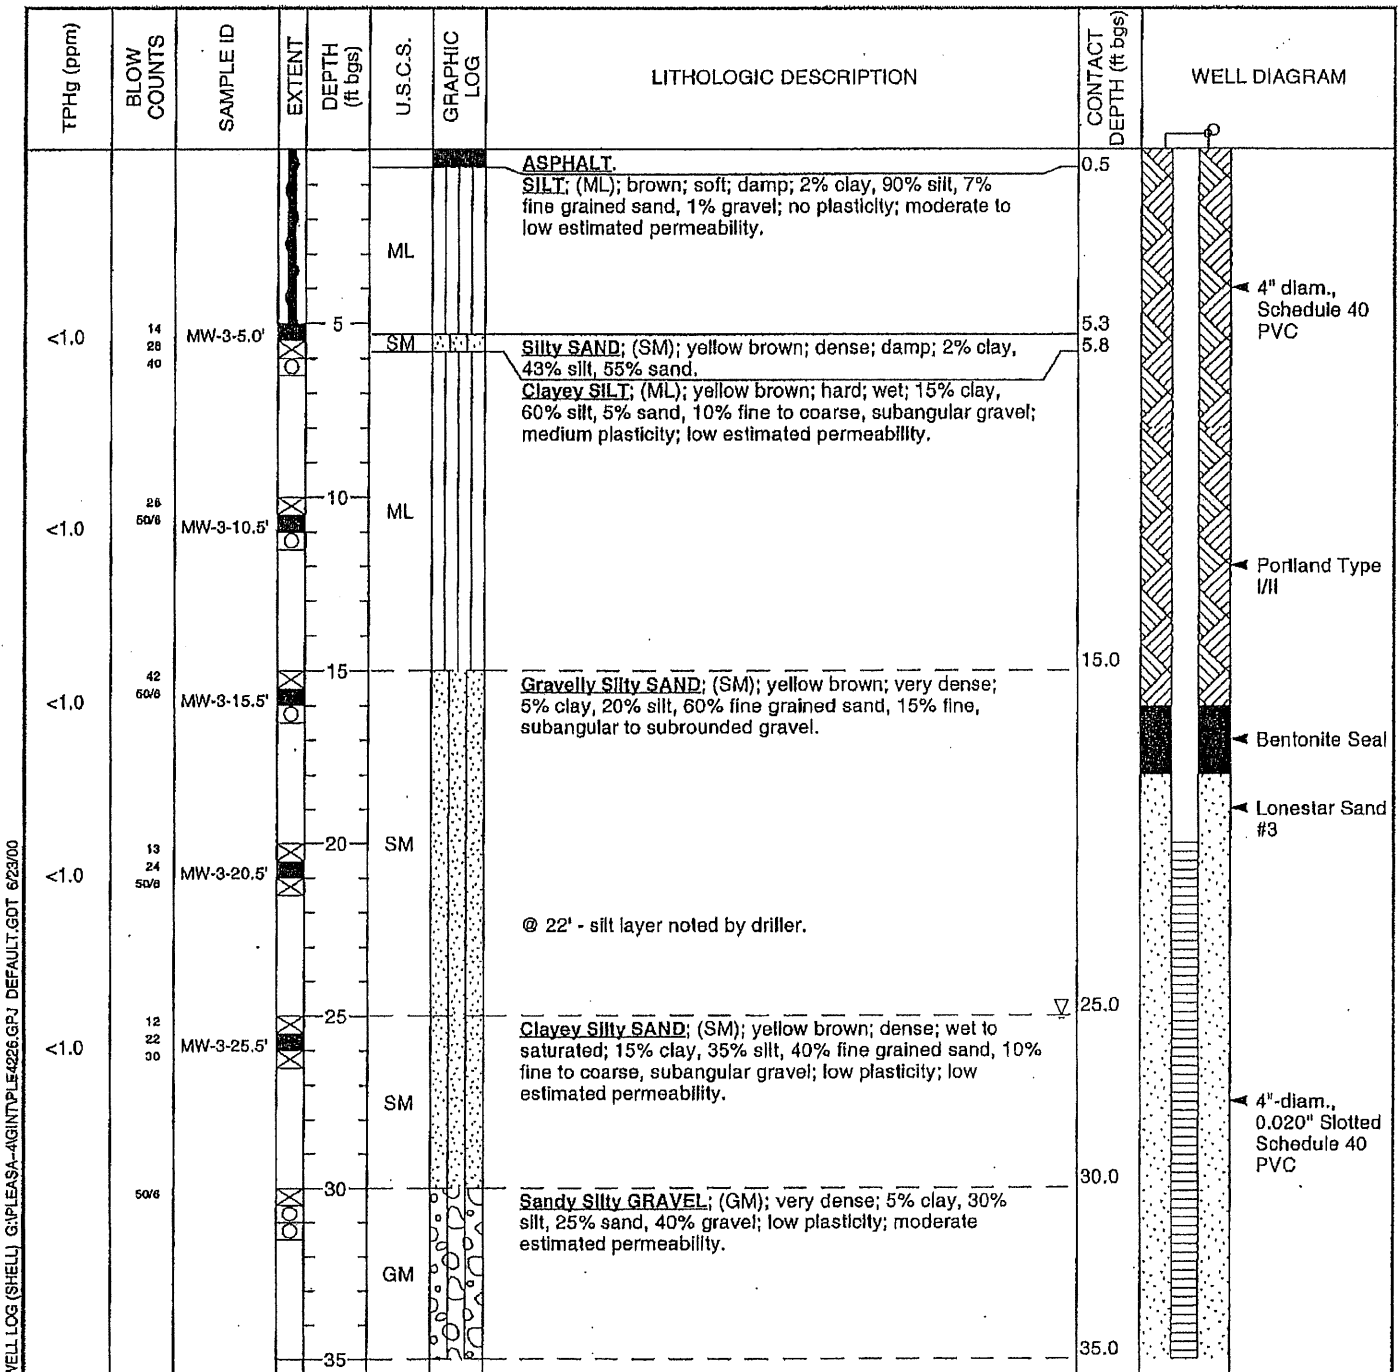 TPHg (ppm)
BLOW COUNTS
SAMPLE ID
EXTENT
DEPTH (ft bgs)
U.S.C.S.
GRAPHIC LOG
LITHOLOGIC DESCRIPTION
CONTACT DEPTH (ft bgs)
WELL DIAGRAM
ASPHALT.
0.5
SILT; (ML); brown; soft; damp; 2% clay, 90% silt, 7%
fine grained sand, 1% gravel; no plasticity; moderate to
low estimated permeability.
ML
4" diam.,
Schedule 40
PVC
5
5.3
<1.0
14
28
40
MW-3-5.0'
SM
Silty SAND; (SM); yellow brown; dense; damp; 2% clay,
43% silt, 55% sand.
5.8
Clayey SILT; (ML); yellow brown; hard; wet; 15% clay,
60% silt, 5% sand, 10% fine to coarse, subangular gravel;
medium plasticity; low estimated permeability.
10
<1.0
26
50/6
MW-3-10.5'
ML
Portland Type
I/II
15
15.0
<1.0
42
MW-3-15.5'
Gravelly Silty SAND; (SM); yellow brown; very dense;
5% clay, 20% silt, 60% fine grained sand, 15% fine,
subangular to subrounded gravel.
Bentonite Seal
Lonestar Sand
#3
20
SM
<1.0
13
24
50/6
MW-3-20.5'
@ 22' - silt layer noted by driller.
25
25.0
<1.0
12
22
30
MW-3-25.5'
Clayey Silty SAND; (SM); yellow brown; dense; wet to
saturated; 15% clay, 35% silt, 40% fine grained sand, 10%
fine to coarse, subangular gravel; low plasticity; low
estimated permeability.
SM
4"-diam.,
0.020" Slotted
Schedule 40
PVC
30
30.0
50/6
Sandy Silty GRAVEL; (GM); very dense; 5% clay, 30%
silt, 25% sand, 40% gravel; low plasticity; moderate
estimated permeability.
GM
35
35.0
WELL LOG (SHELL) G:\PLEASA~4\GINT\PLE4226.GPJ DEFAULT.GDT 6/23/00